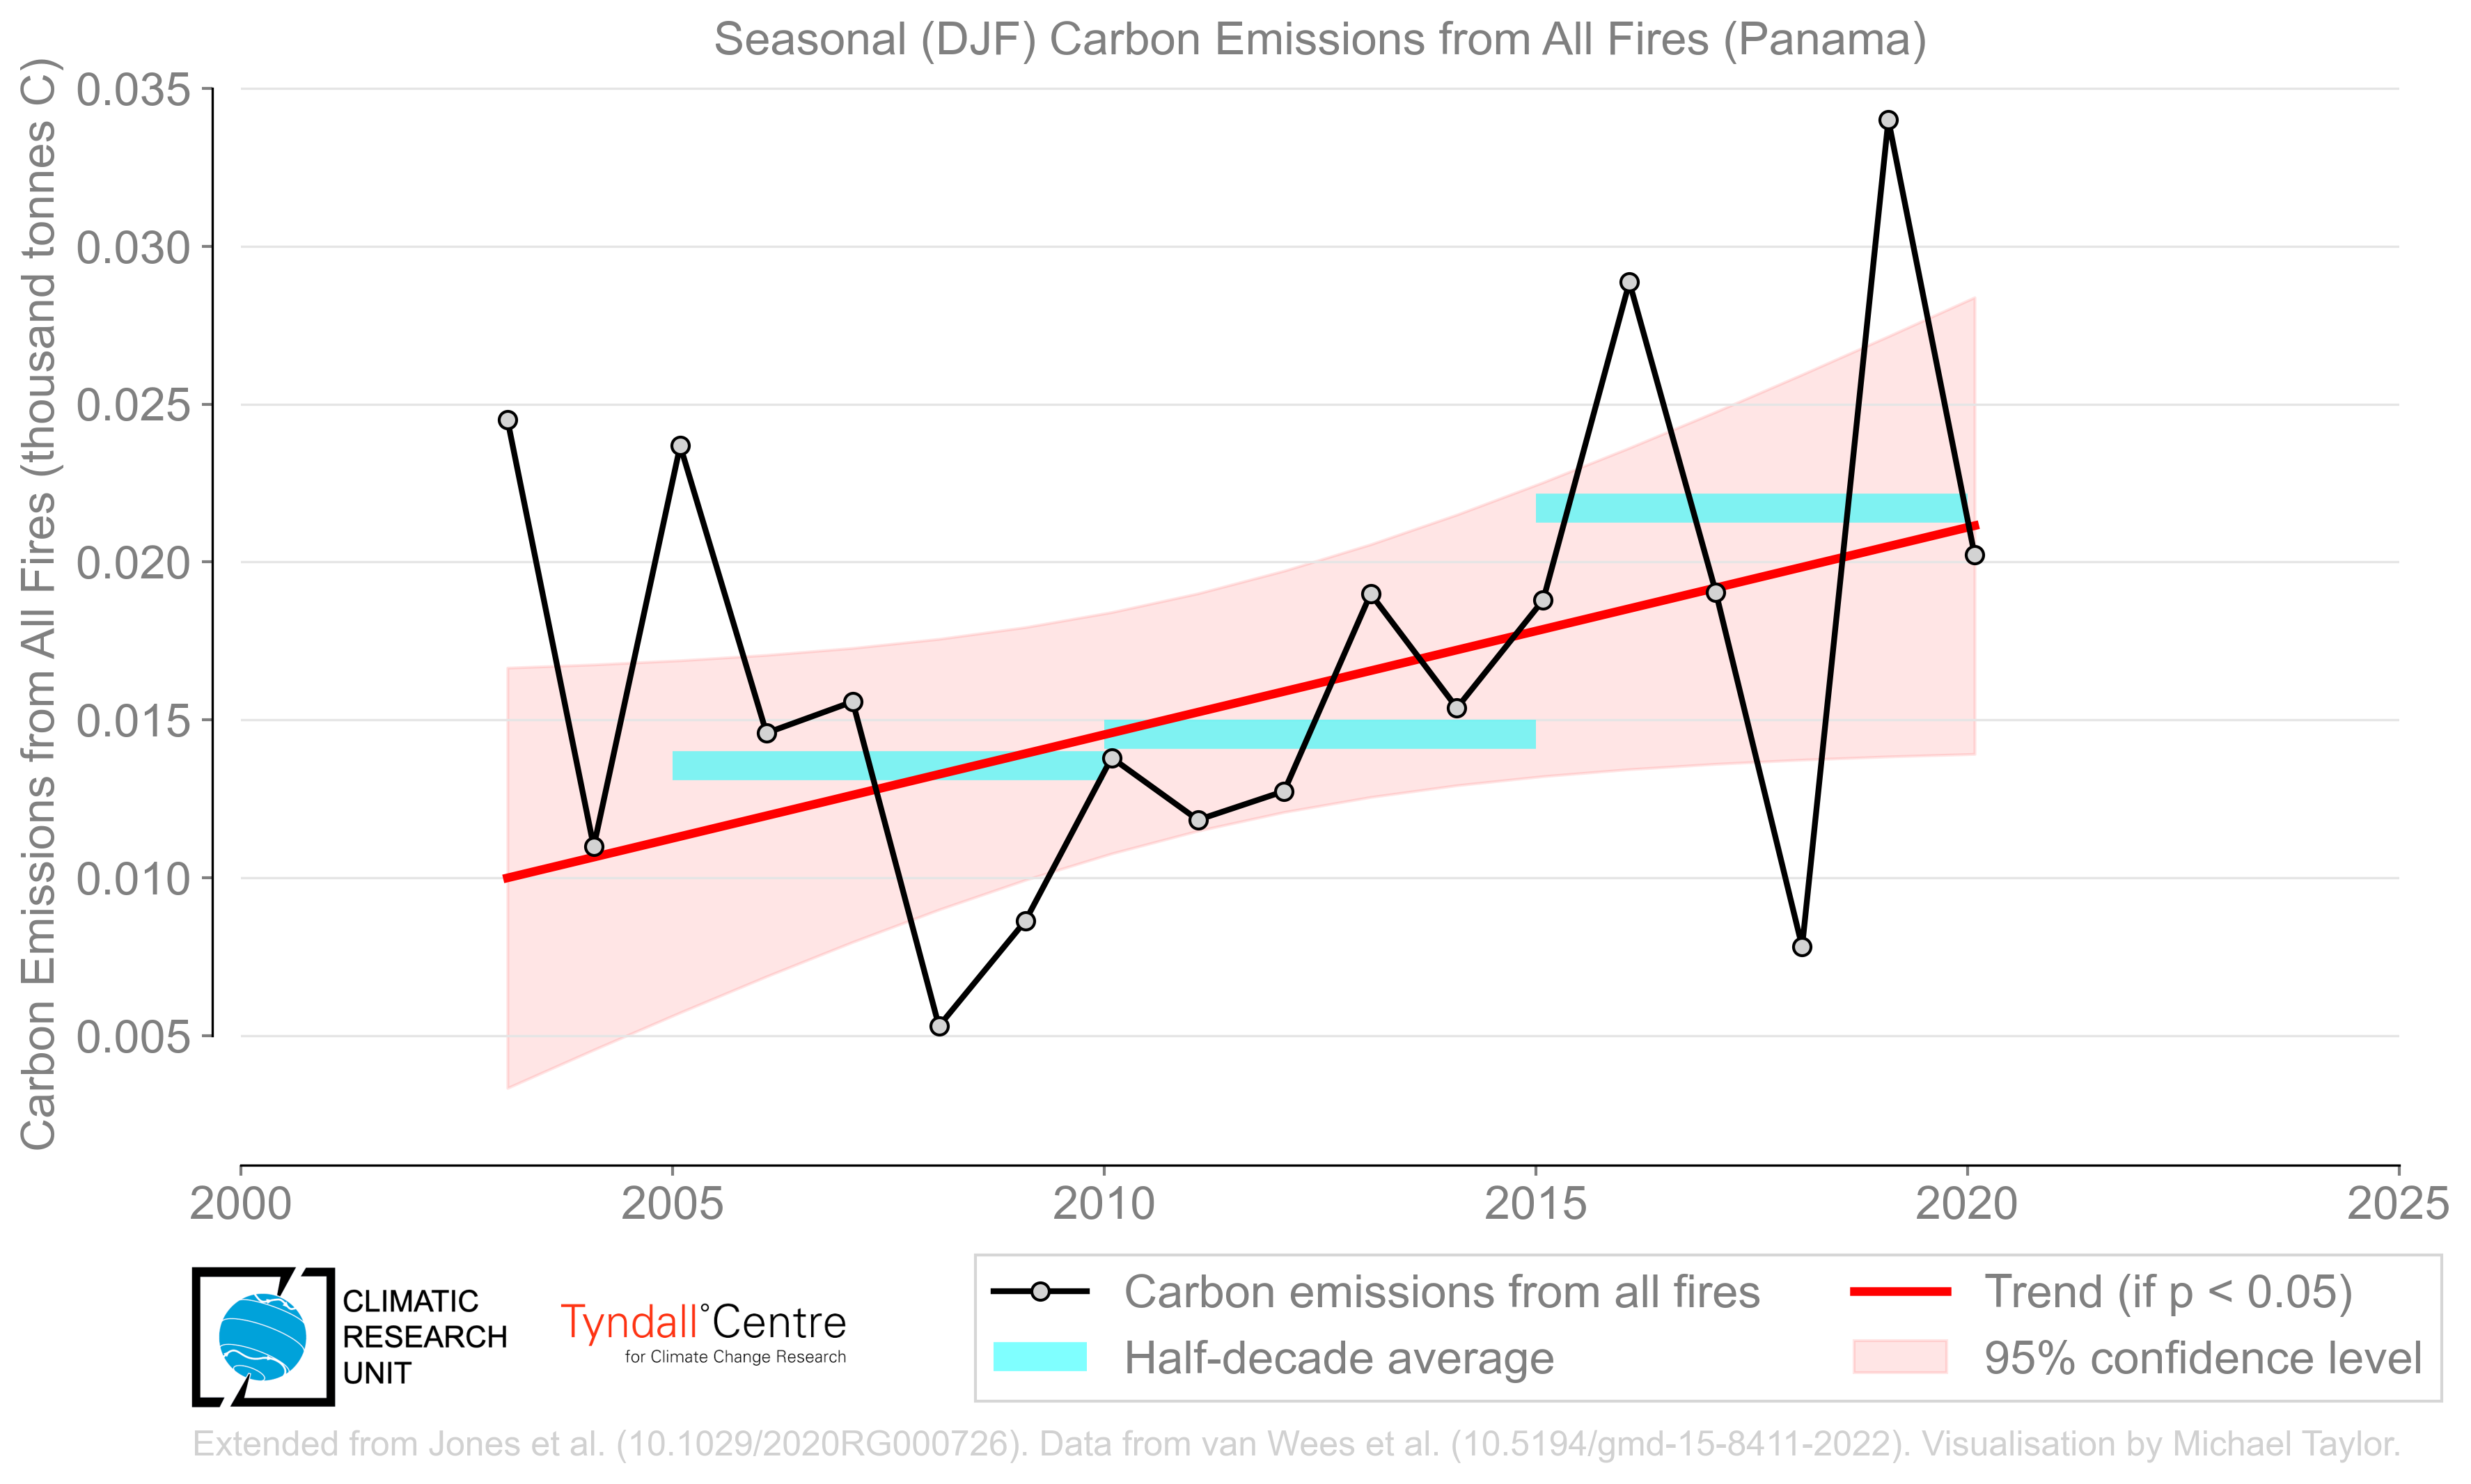 Seasonal (DJF) Carbon Emissions from All Fires (Panama)
Carbon Emissions from All Fires (thousand tonnes C)
0.035
0.030
0.025
0.020
0.015
0.010
0.005
2000 2005 2010 2015 2020 2025
CLIMATIC
RESEARCH
UNIT
Tyndall°Centre
for Climate Change Research
Carbon emissions from all fires
Half-decade average
Trend (if p < 0.05)
95% confidence level
Extended from Jones et al. (10.1029/2020RG000726). Data from van Wees et al. (10.5194/gmd-15-8411-2022). Visualisation by Michael Taylor.